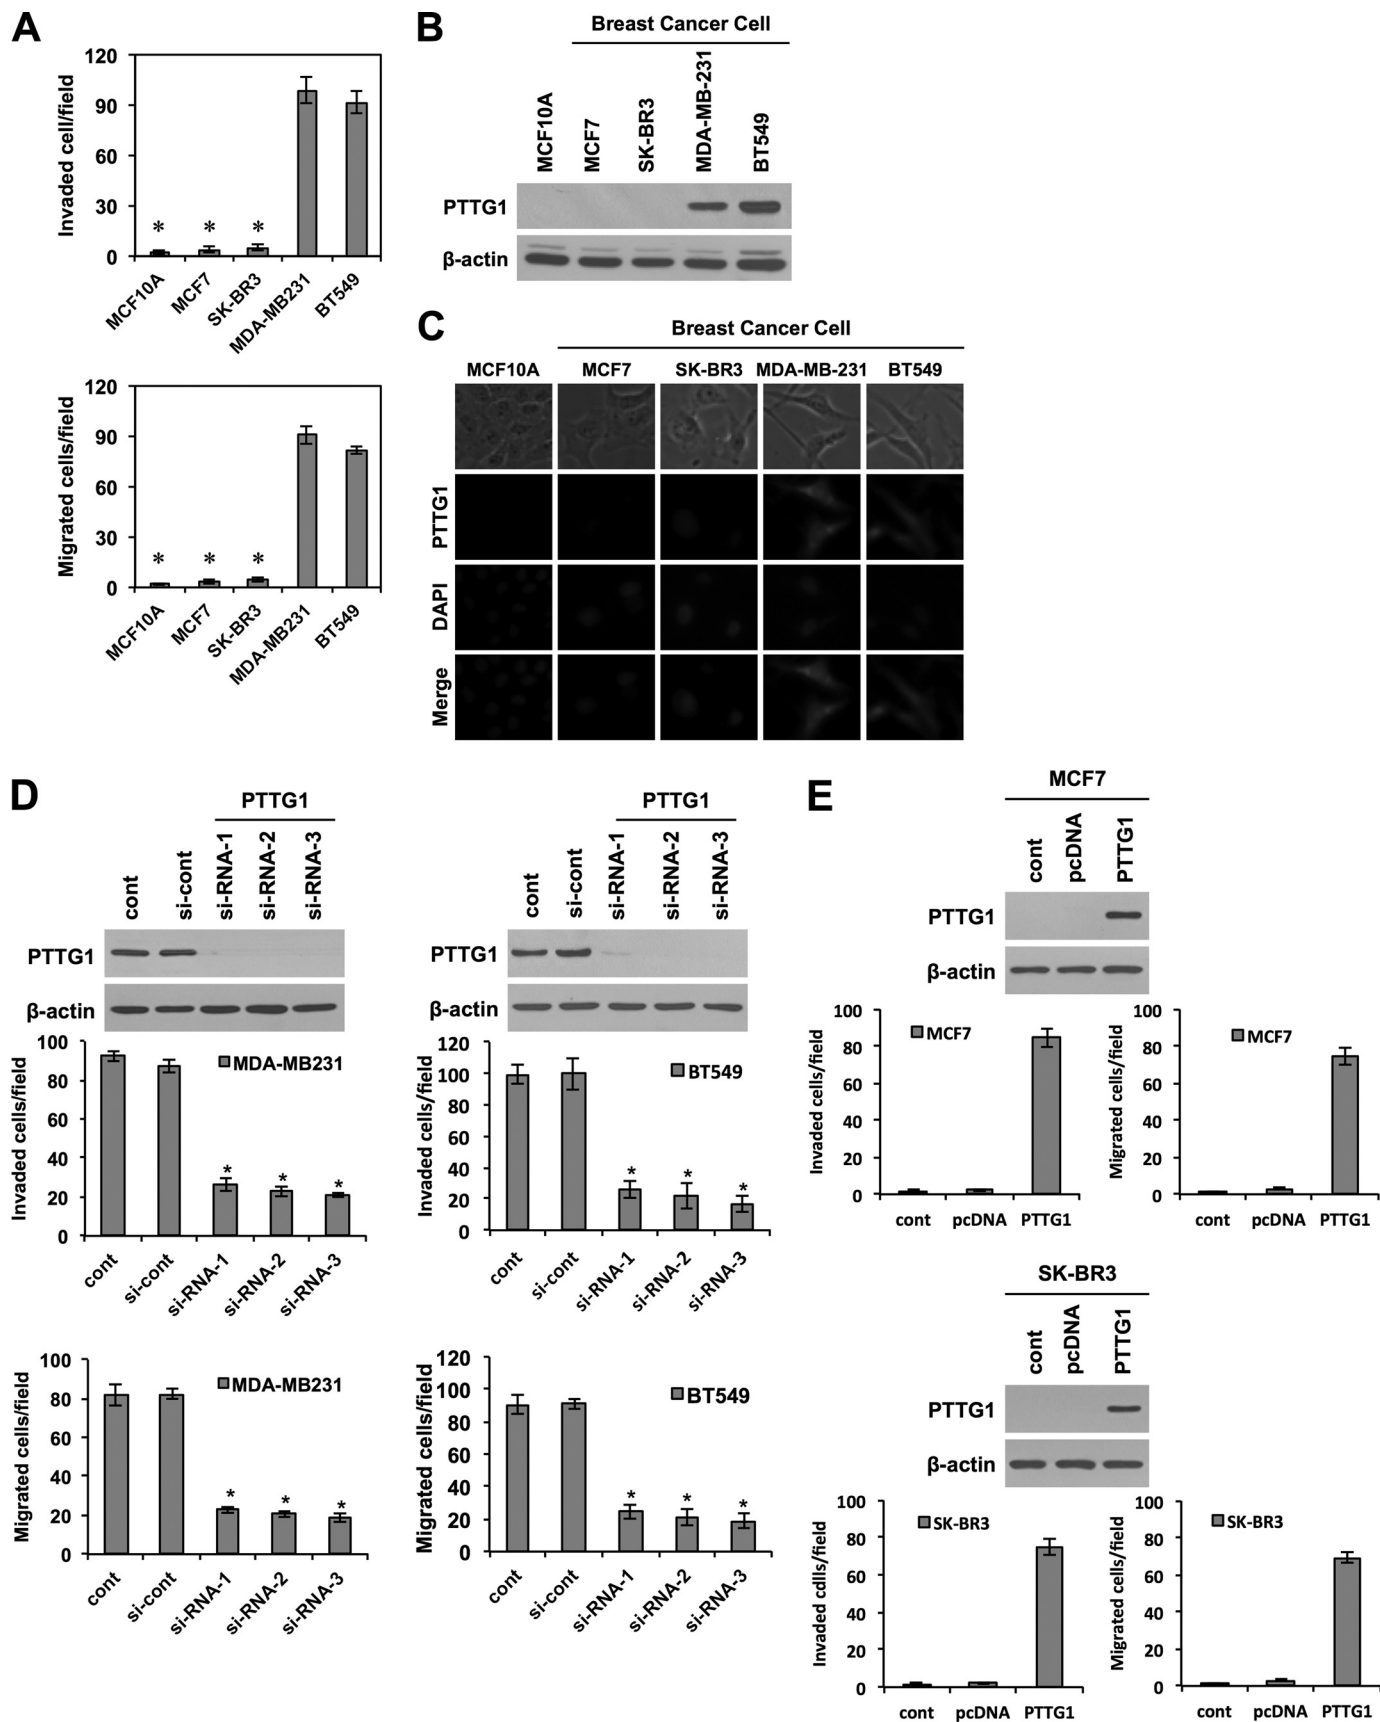 A
120
90
60
30
0
Invaded cell/field
* * *
MCF10A MCF7 SK-BR3 MDA-MB231 BT549
120
90
60
30
0
Migrated cells/field
* * *
MCF10A MCF7 SK-BR3 MDA-MB231 BT549
B
Breast Cancer Cell
MCF10A MCF7 SK-BR3 MDA-MB-231 BT549
PTTG1
β-actin
C
Breast Cancer Cell
MCF10A MCF7 SK-BR3 MDA-MB-231 BT549
PTTG1
DAPI
Merge
D
PTTG1
cont si-cont si-RNA-1 si-RNA-2 si-RNA-3
PTTG1
β-actin
100
80
60
40
20
0
Invaded cells/field
MDA-MB231
* * *
cont si-cont si-RNA-1 si-RNA-2 si-RNA-3
100
80
60
40
20
0
Migrated cells/field
MDA-MB231
* * *
cont si-cont si-RNA-1 si-RNA-2 si-RNA-3
PTTG1
cont si-cont si-RNA-1 si-RNA-2 si-RNA-3
PTTG1
β-actin
120
100
80
60
40
20
0
Invaded cells/field
BT549
* * *
cont si-cont si-RNA-1 si-RNA-2 si-RNA-3
120
100
80
60
40
20
0
Migrated cells/field
BT549
* * *
cont si-cont si-RNA-1 si-RNA-2 si-RNA-3
E
MCF7
cont pcDNA PTTG1
PTTG1
β-actin
100
80
60
40
20
0
Invaded cells/field
MCF7
cont pcDNA PTTG1
100
80
60
40
20
0
Migrated cells/field
MCF7
cont pcDNA PTTG1
SK-BR3
cont pcDNA PTTG1
PTTG1
β-actin
100
80
60
40
20
0
Invaded cdlls/field
SK-BR3
cont pcDNA PTTG1
100
80
60
40
20
0
Migrated cells/field
SK-BR3
cont pcDNA PTTG1